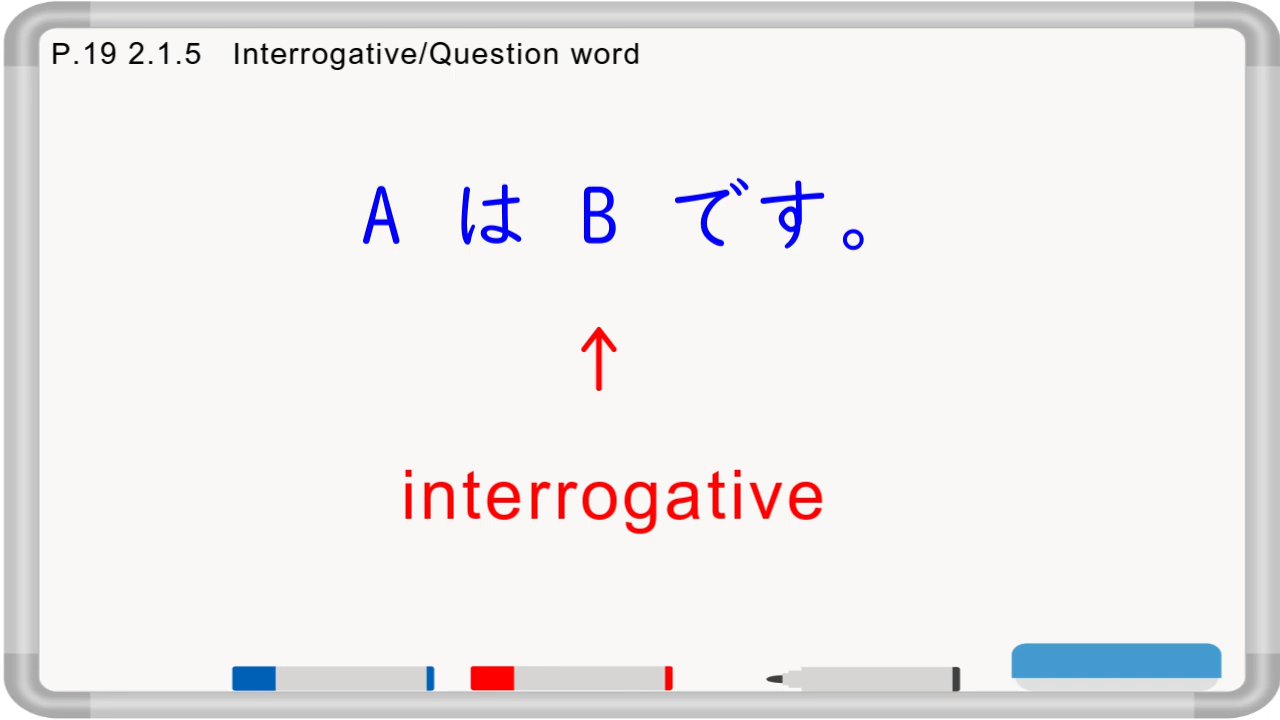 P.19 2.1.5 Interrogative/Question word
A は B です。
↑
interrogative